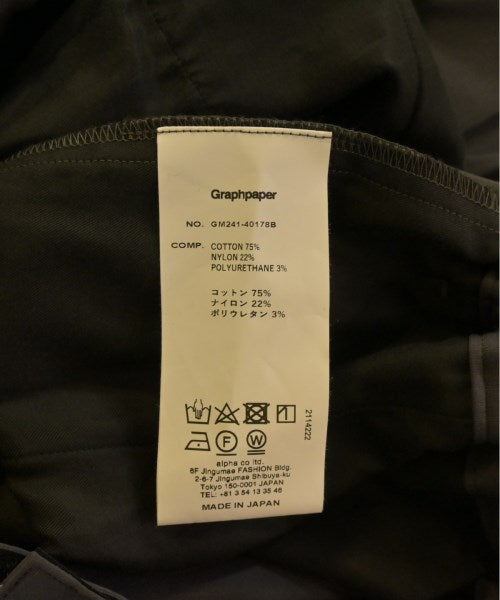 Graphpaper
NO. GM241-40178B
COMP. COTTON 75%
NYLON 22%
POLYURETHANE 3%
コットン 75%
ナイロン 22%
ポリウレタン 3%
2114222
F W
alpha co ltd.
6F Jingumae FASHION Bldg.
2-6-7 Jingumae Shibuya-ku
Tokyo 150-0001 JAPAN
TEL: +81 3 54 13 35 46
MADE IN JAPAN